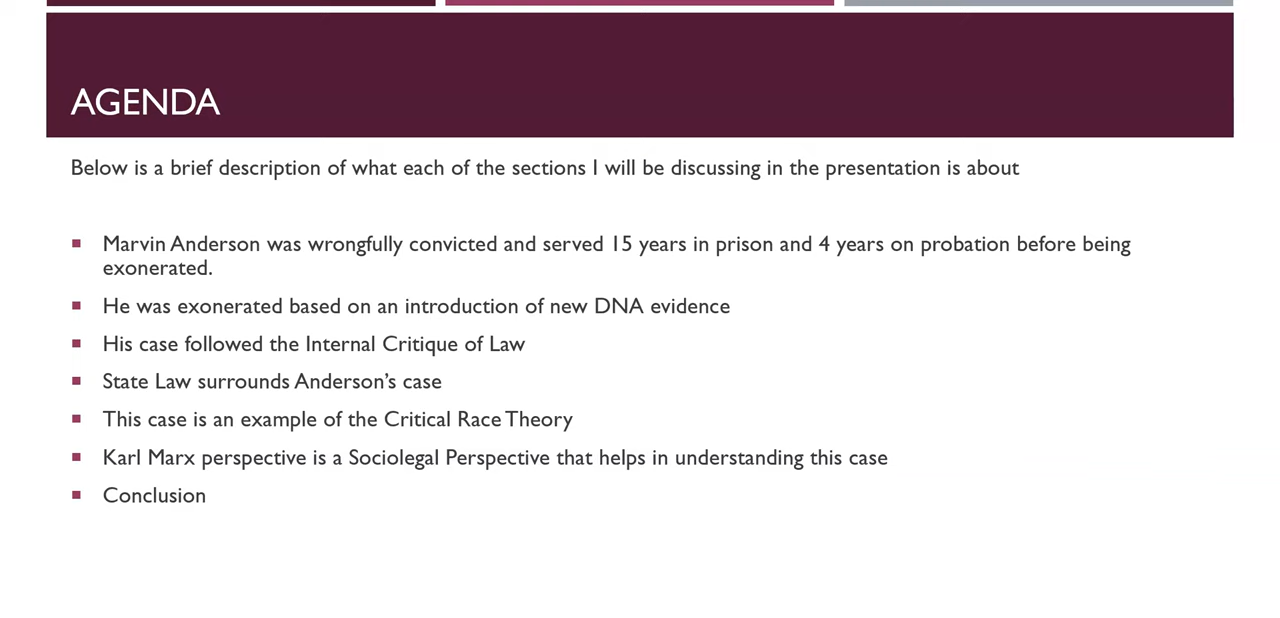 AGENDA
Below is a brief description of what each of the sections I will be discussing in the presentation is about
Marvin Anderson was wrongfully convicted and served 15 years in prison and 4 years on probation before being
exonerated.
He was exonerated based on an introduction of new DNA evidence
His case followed the Internal Critique of Law
State Law surrounds Anderson’s case
This case is an example of the Critical Race Theory
Karl Marx perspective is a Sociolegal Perspective that helps in understanding this case
Conclusion